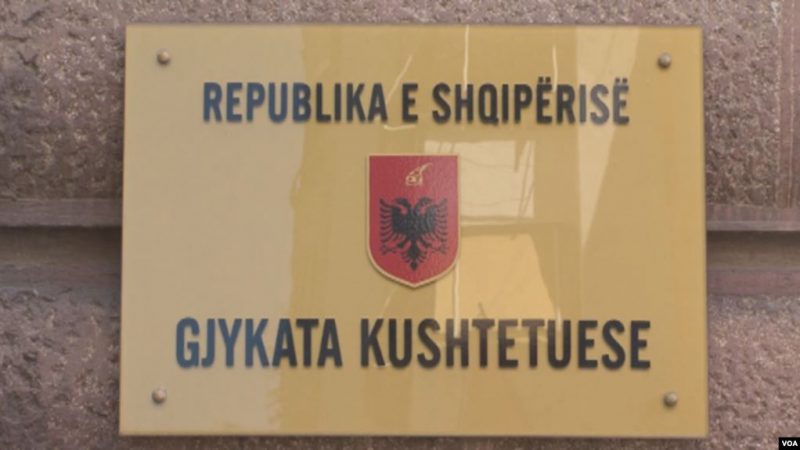 REPUBLIKA E SHQIPËRISË
GJYKATA KUSHTETUESE
VOA